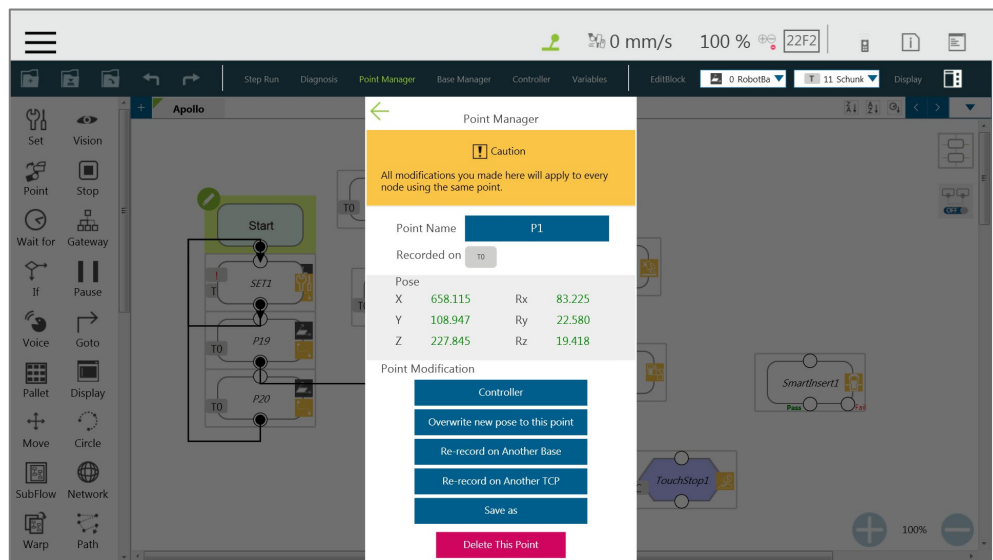 0 mm/s 100 % 22F2
Step Run Diagnosis Point Manager Base Manager Controller Variables EditBlock 0 RobotBa T 11 Schunk Display
+ Apollo
Set Vision
Point Stop
Wait for Gateway
If Pause
Voice Goto
Pallet Display
Move Circle
SubFlow Network
Warp Path
Start
SET1
T
P19
T0
P20
T0
T0
Point Manager
Caution
All modifications you made here will apply to every
node using the same point.
Point Name P1
Recorded on T0
Pose
X 658.115 Rx 83.225
Y 108.947 Ry 22.580
Z 227.845 Rz 19.418
Point Modification
Controller
Overwrite new pose to this point
Re-record on Another Base
Re-record on Another TCP
Save as
Delete This Point
SmartInsert1
Pass Fail
TouchStop1
OFF
100%